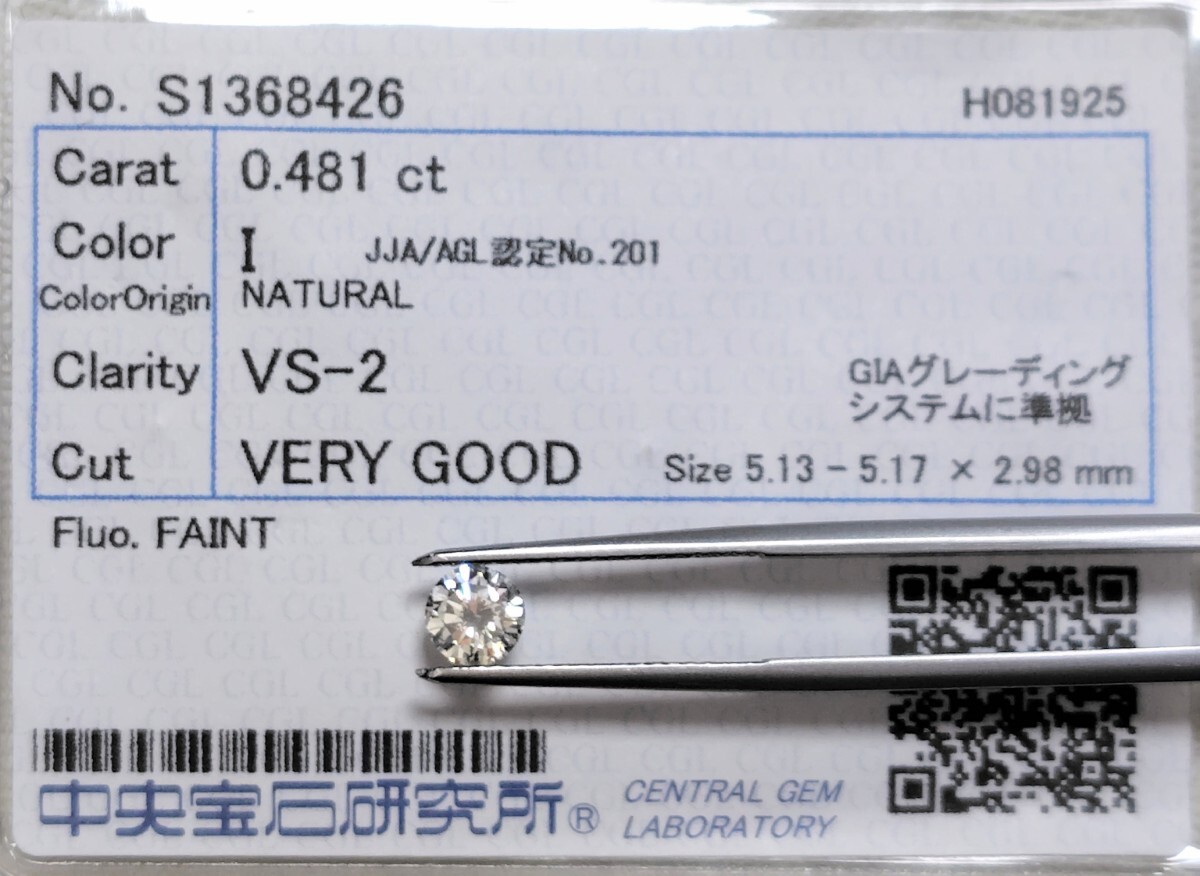 No. S1368426 H081925
Carat 0.481 ct
Color I JJA/AGL認定No.201
ColorOrigin NATURAL
Clarity VS-2
GIAグレーディング
システムに準拠
Cut VERY GOOD Size 5.13 - 5.17 × 2.98 mm
Fluo. FAINT
中央宝石研究所® CENTRAL GEM
LABORATORY